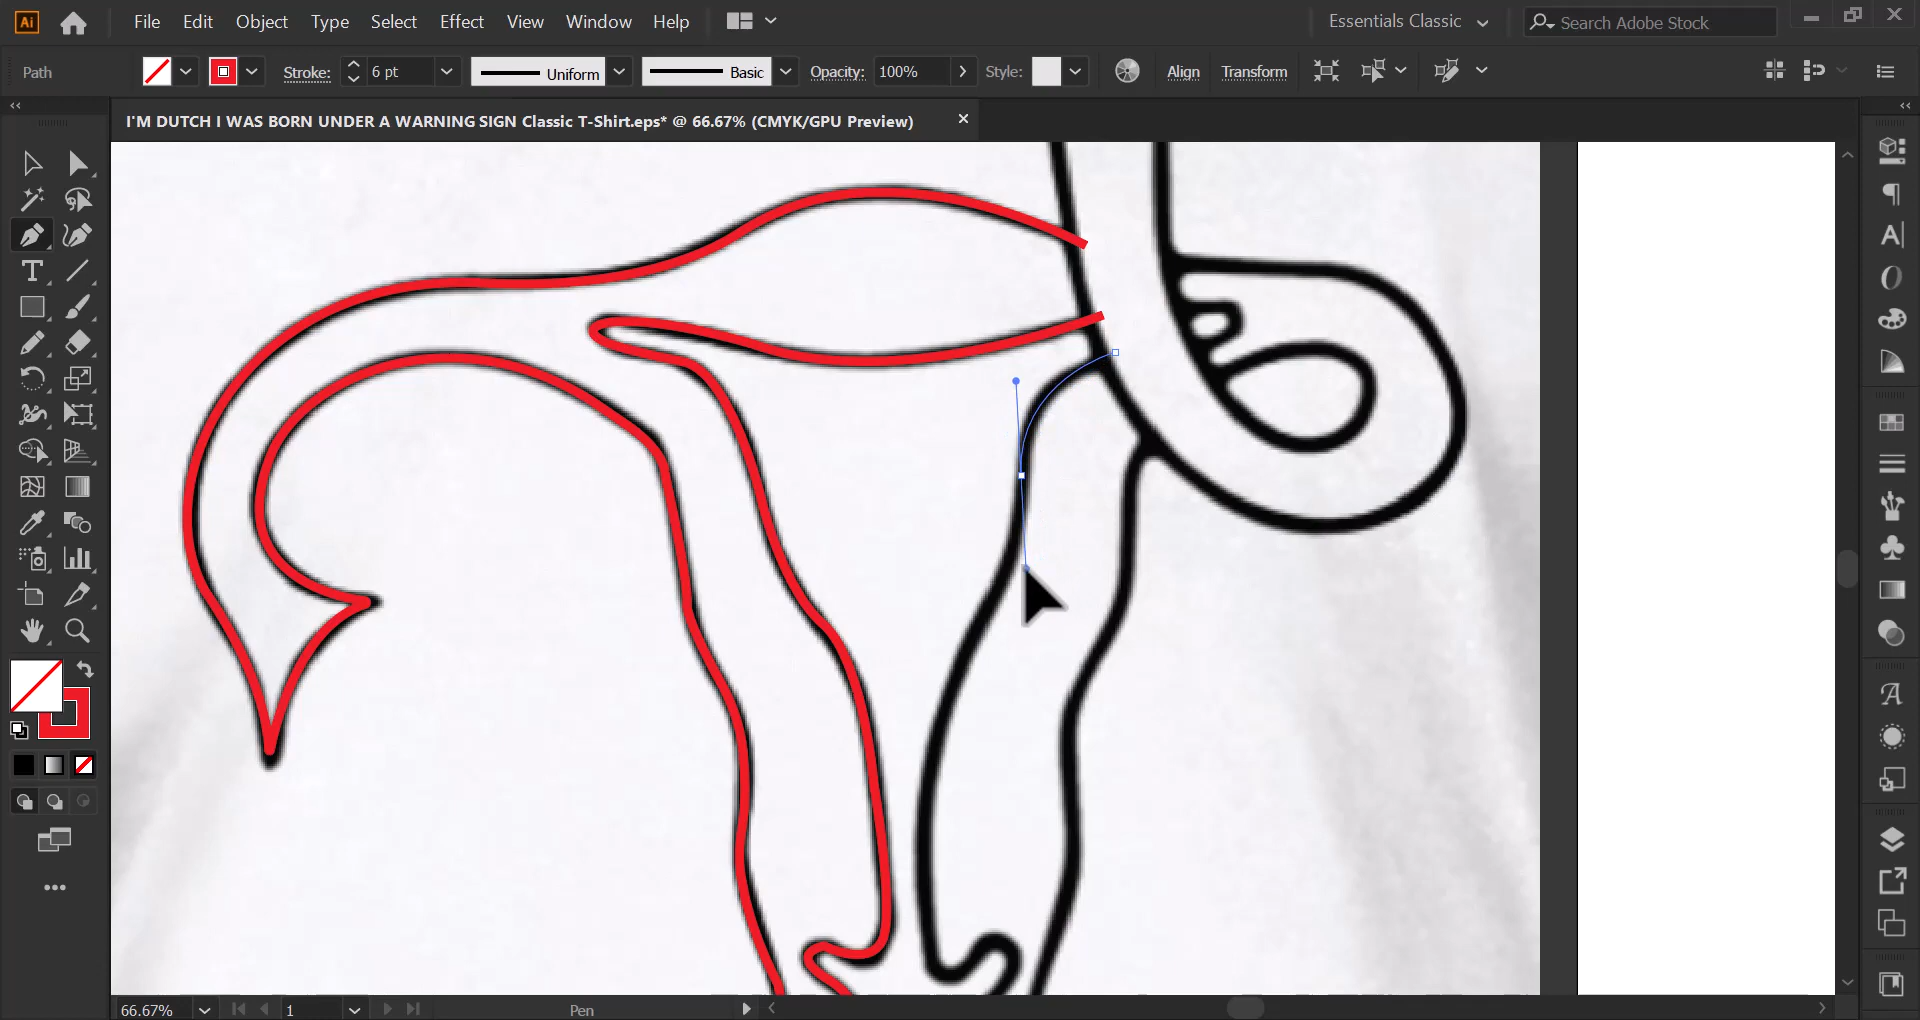 Ai File Edit Object Type Select Effect View Window Help Essentials Classic Search Adobe Stock
Path Stroke: 6 pt Uniform Basic Opacity: 100% Style: Align Transform
I'M DUTCH I WAS BORN UNDER A WARNING SIGN Classic T-Shirt.eps* @ 66.67% (CMYK/GPU Preview)
66.67% 1 Pen